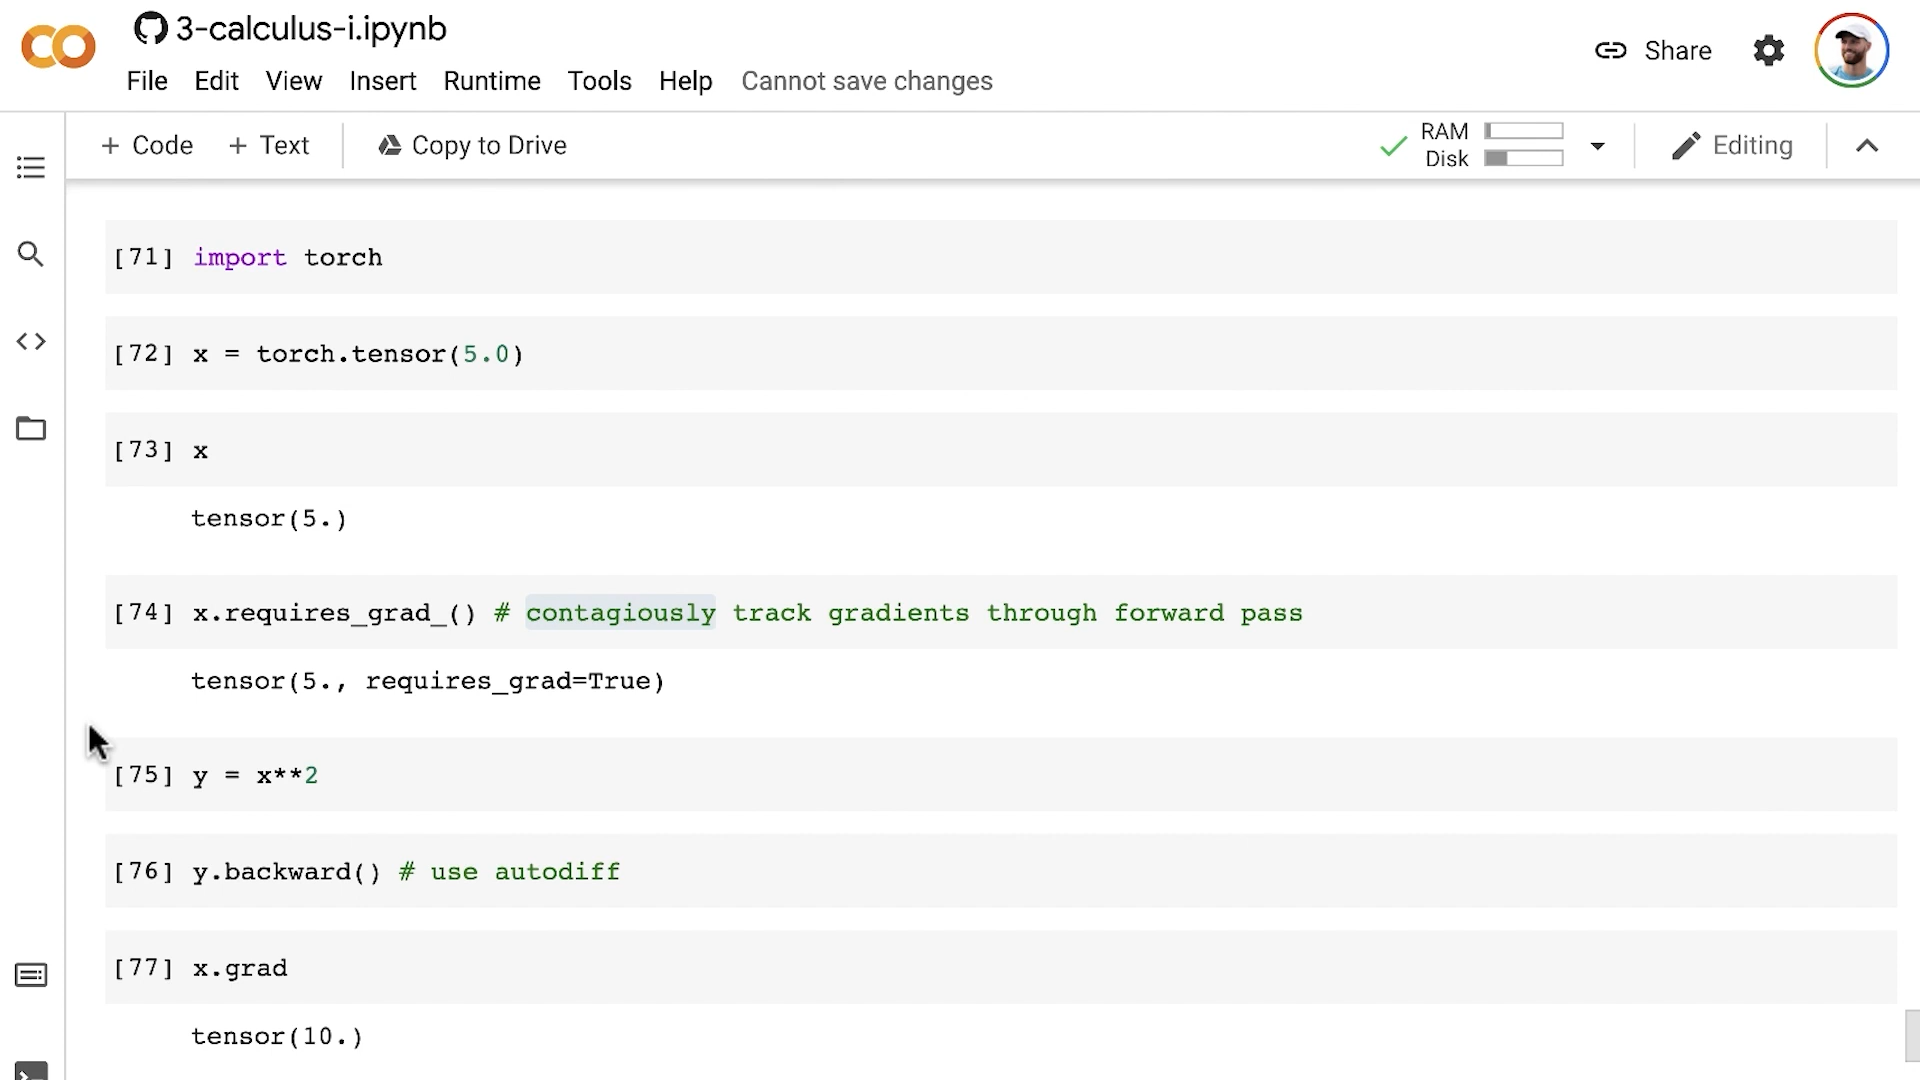 3-calculus-i.ipynb
File Edit View Insert Runtime Tools Help Cannot save changes
Share
+ Code + Text Copy to Drive
RAM
Disk
Editing
[71] import torch
[72] x = torch.tensor(5.0)
[73] x
tensor(5.)
[74] x.requires_grad_() # contagiously track gradients through forward pass
tensor(5., requires_grad=True)
[75] y = x**2
[76] y.backward() # use autodiff
[77] x.grad
tensor(10.)